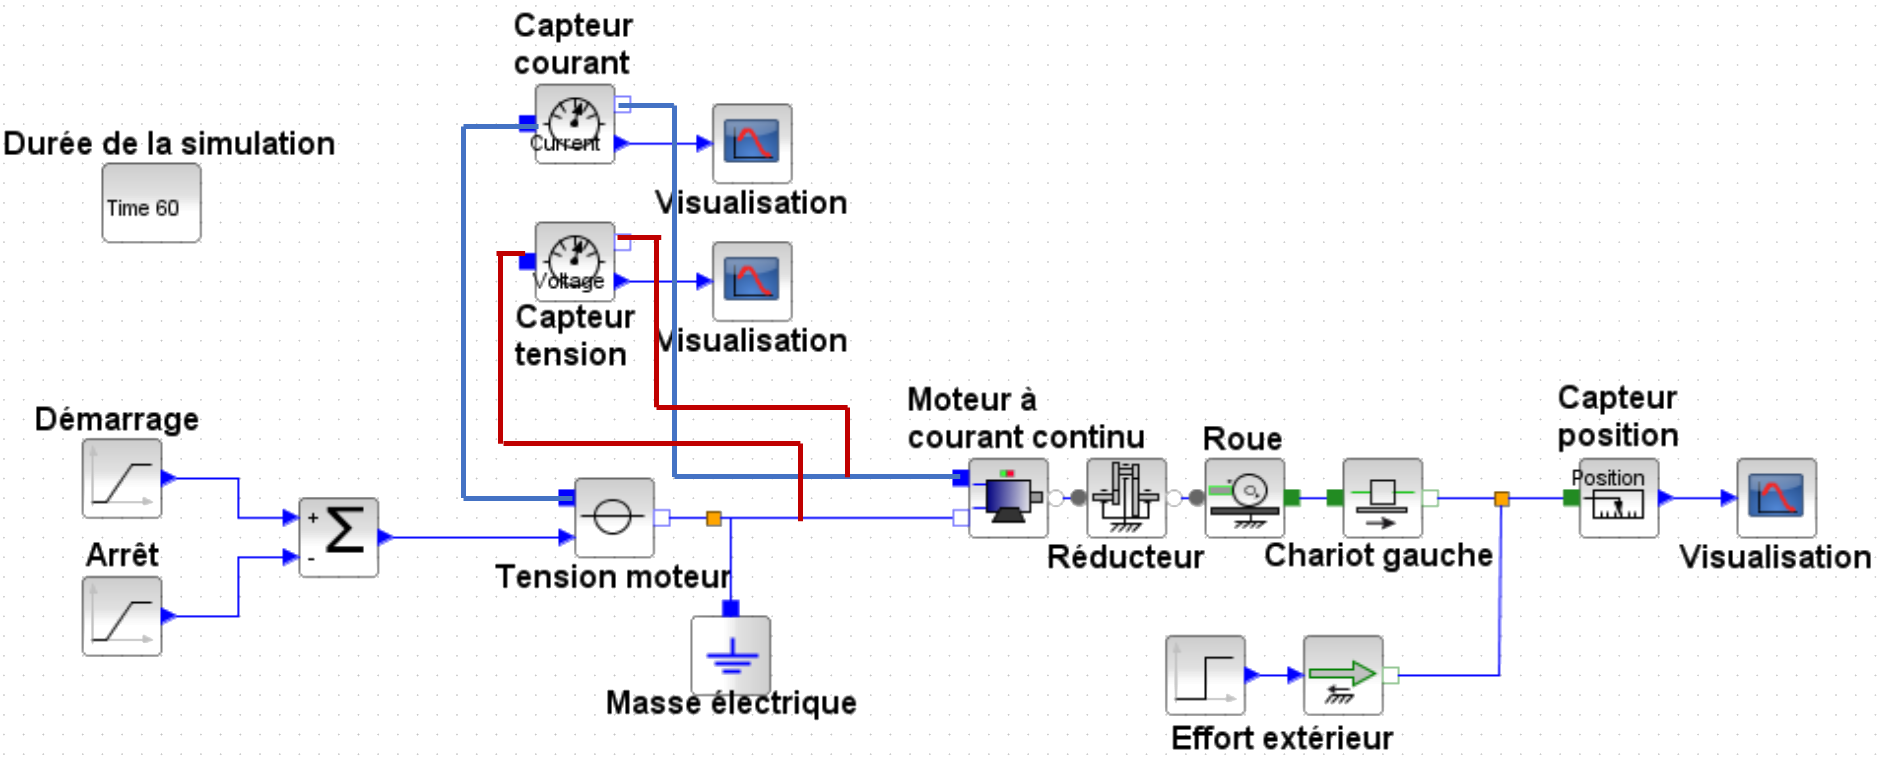 Capteur
courant
Current
Durée de la simulation
Time 60
Visualisation
Voltage
Capteur
tension
Visualisation
Démarrage
Arrêt
+
Σ
-
Tension moteur
Masse électrique
Moteur à
courant continu
Réducteur
Roue
Chariot gauche
Capteur
position
Position
Visualisation
Effort extérieur